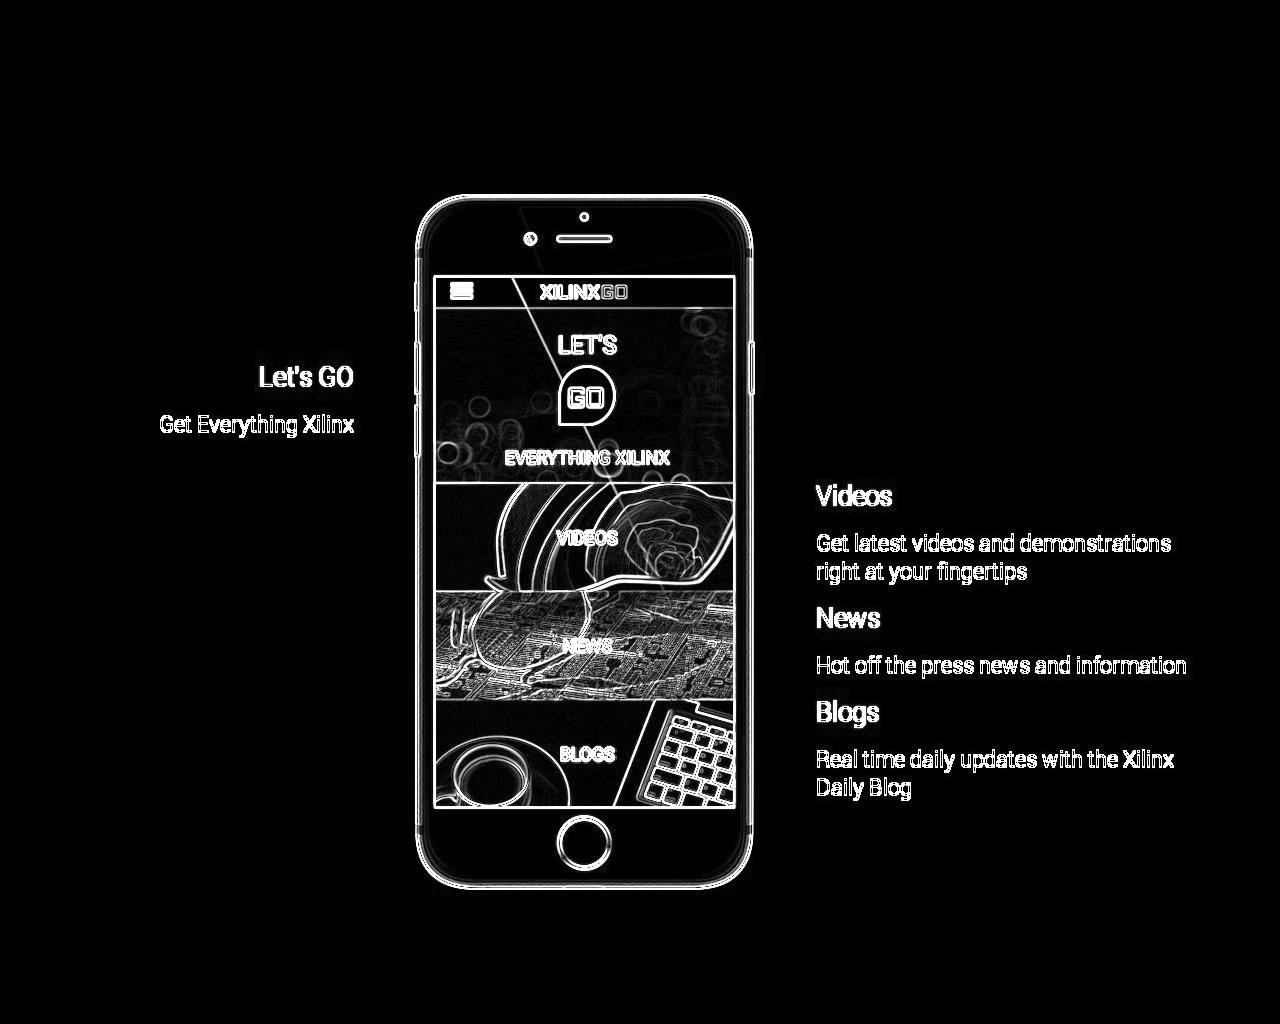 Let's GO
Get Everything Xilinx
XILINXGO
LET'S
GO
EVERYTHING XILINX
VIDEOS
NEWS
BLOGS
Videos
Get latest videos and demonstrations
right at your fingertips
News
Hot off the press news and information
Blogs
Real time daily updates with the Xilinx
Daily Blog